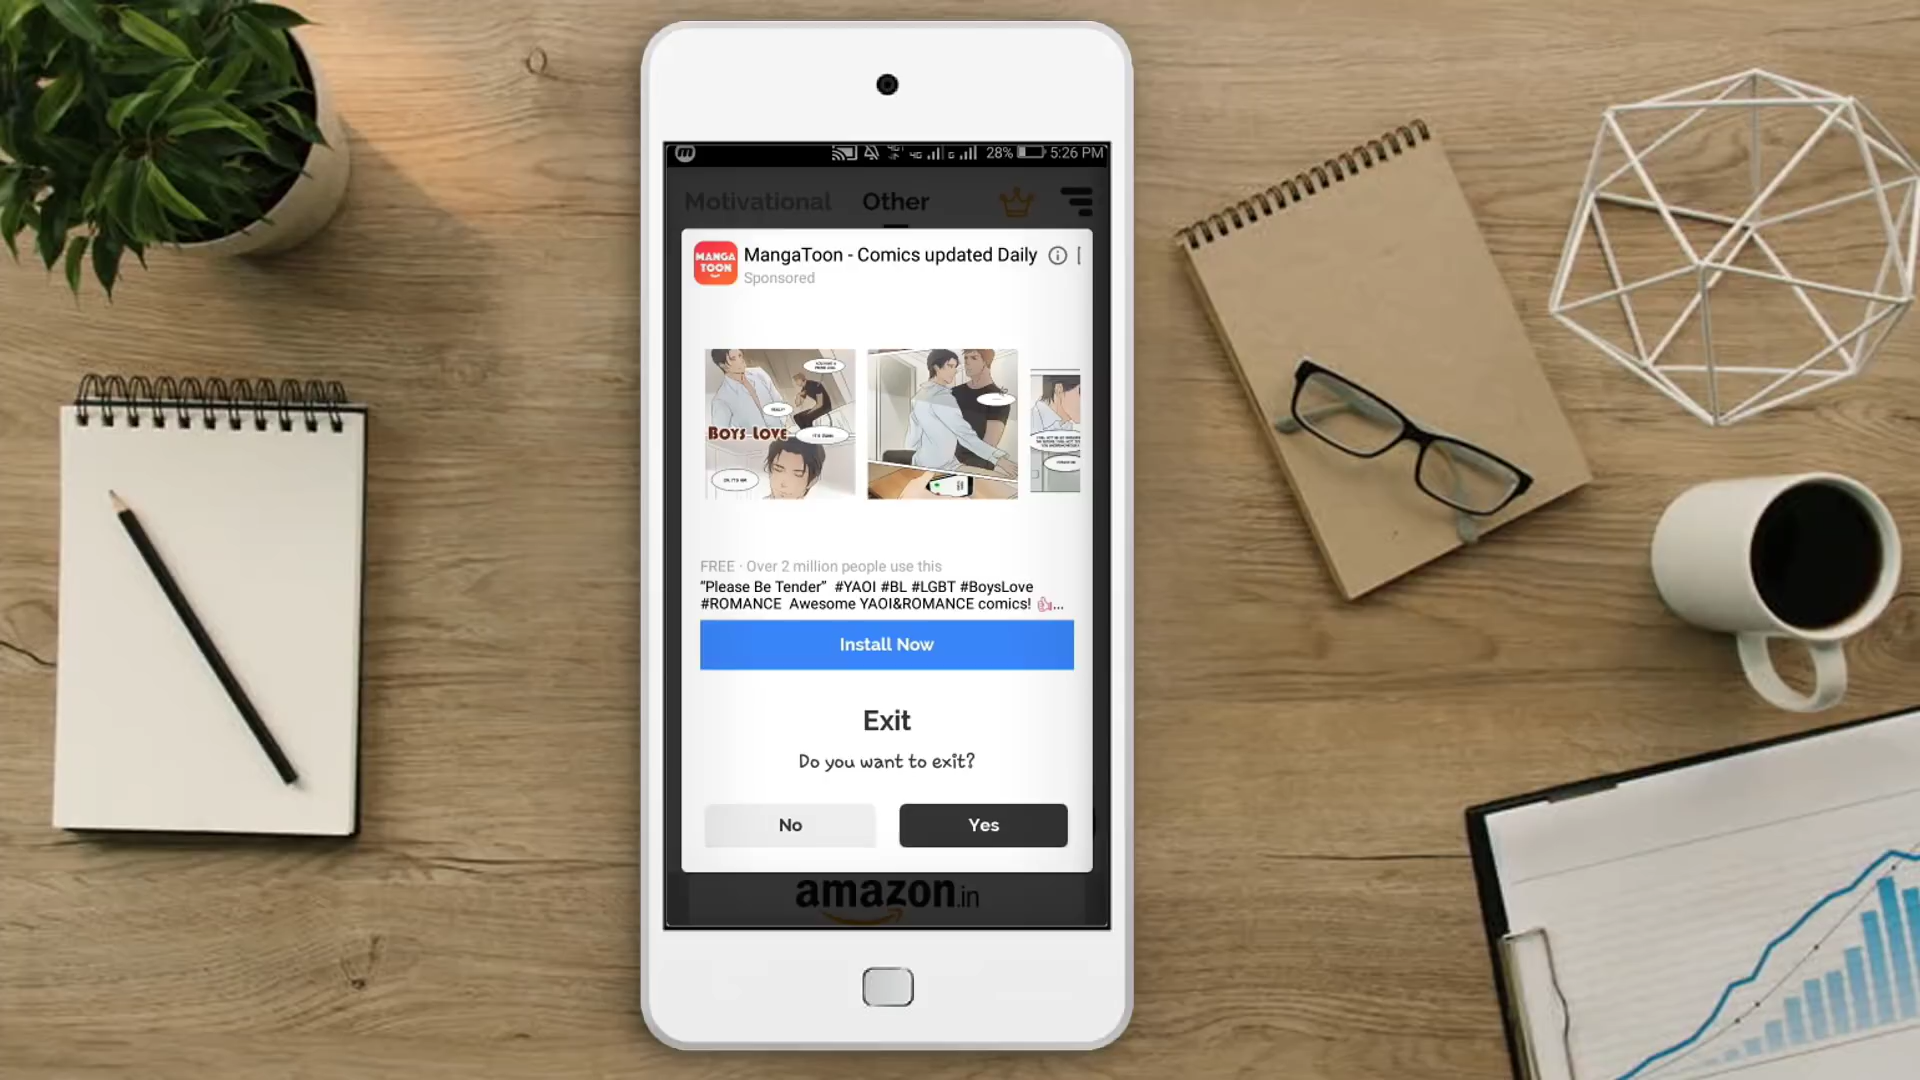 28% 5:26 PM
Motivational Other
MangaToon - Comics updated Daily
Sponsored
MANGA
TOON
BOYS LOVE
FREE · Over 2 million people use this
“Please Be Tender” #YAOI #BL #LGBT #BoysLove
#ROMANCE Awesome YAOI&ROMANCE comics! 👍...
Install Now
Exit
Do you want to exit?
No Yes
amazon.in